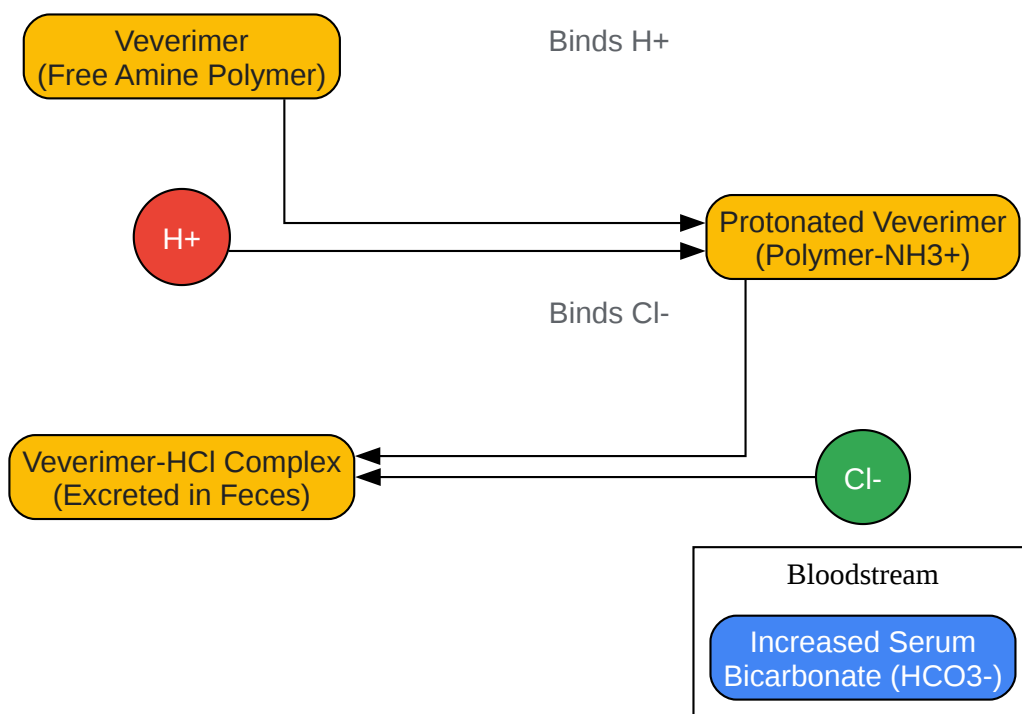 Veverimer
(Free Amine Polymer)
Binds H+
H+
Protonated Veverimer
(Polymer-NH3+)
Binds Cl-
Veverimer-HCl Complex
(Excreted in Feces)
Cl-
Bloodstream
Increased Serum
Bicarbonate (HCO3-)